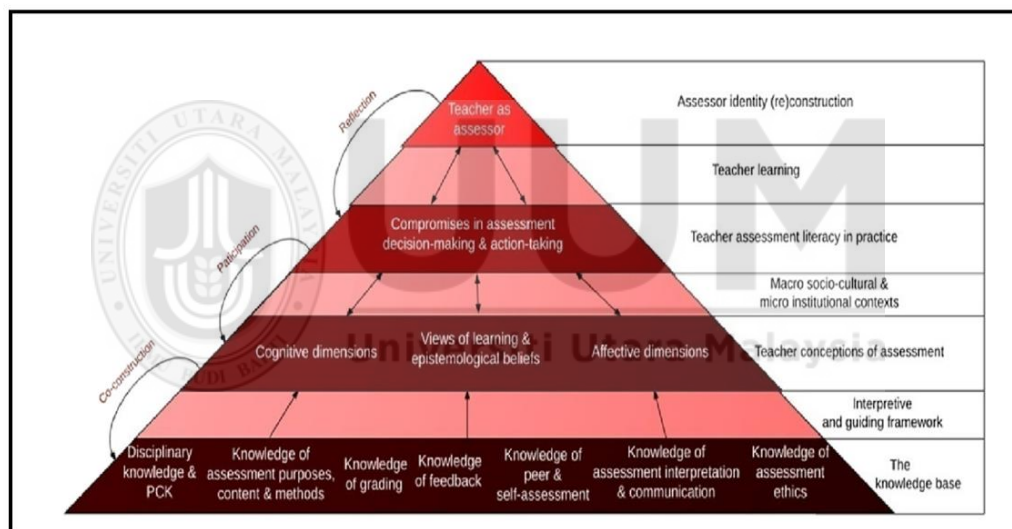 Reflection
Teacher as
assessor
Assessor identity (re)construction
Teacher learning
Compromises in assessment
decision-making & action-taking
Teacher assessment literacy in practice
Paticipation
Macro socio-cultural &
micro institutional contexts
Cognitive dimensions
Views of learning &
epistemological beliefs
Affective dimensions
Teacher conceptions of assessment
Co-construction
Interpretive
and guiding framework
Disciplinary
knowledge &
PCK
Knowledge of
assessment purposes,
content & methods
Knowledge
of grading
Knowledge
of feedback
Knowledge of
peer &
self-assessment
Knowledge of
assessment interpretation
& communication
Knowledge of
assessment
ethics
The
knowledge base
UUM
Universiti Utara Malaysia
UNIVERSITI UTARA MALAYSIA